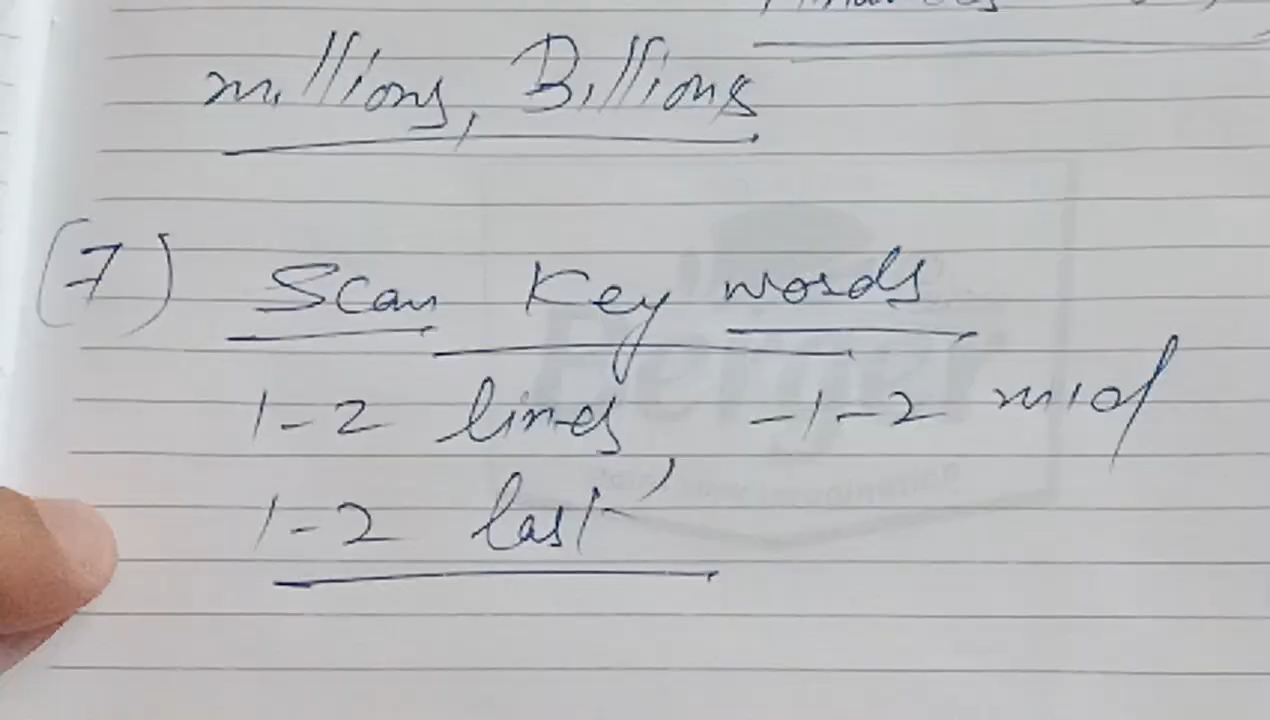 millions, Billions
(7) Scan Key words
1-2 lines, -1-2 mid
1-2 last